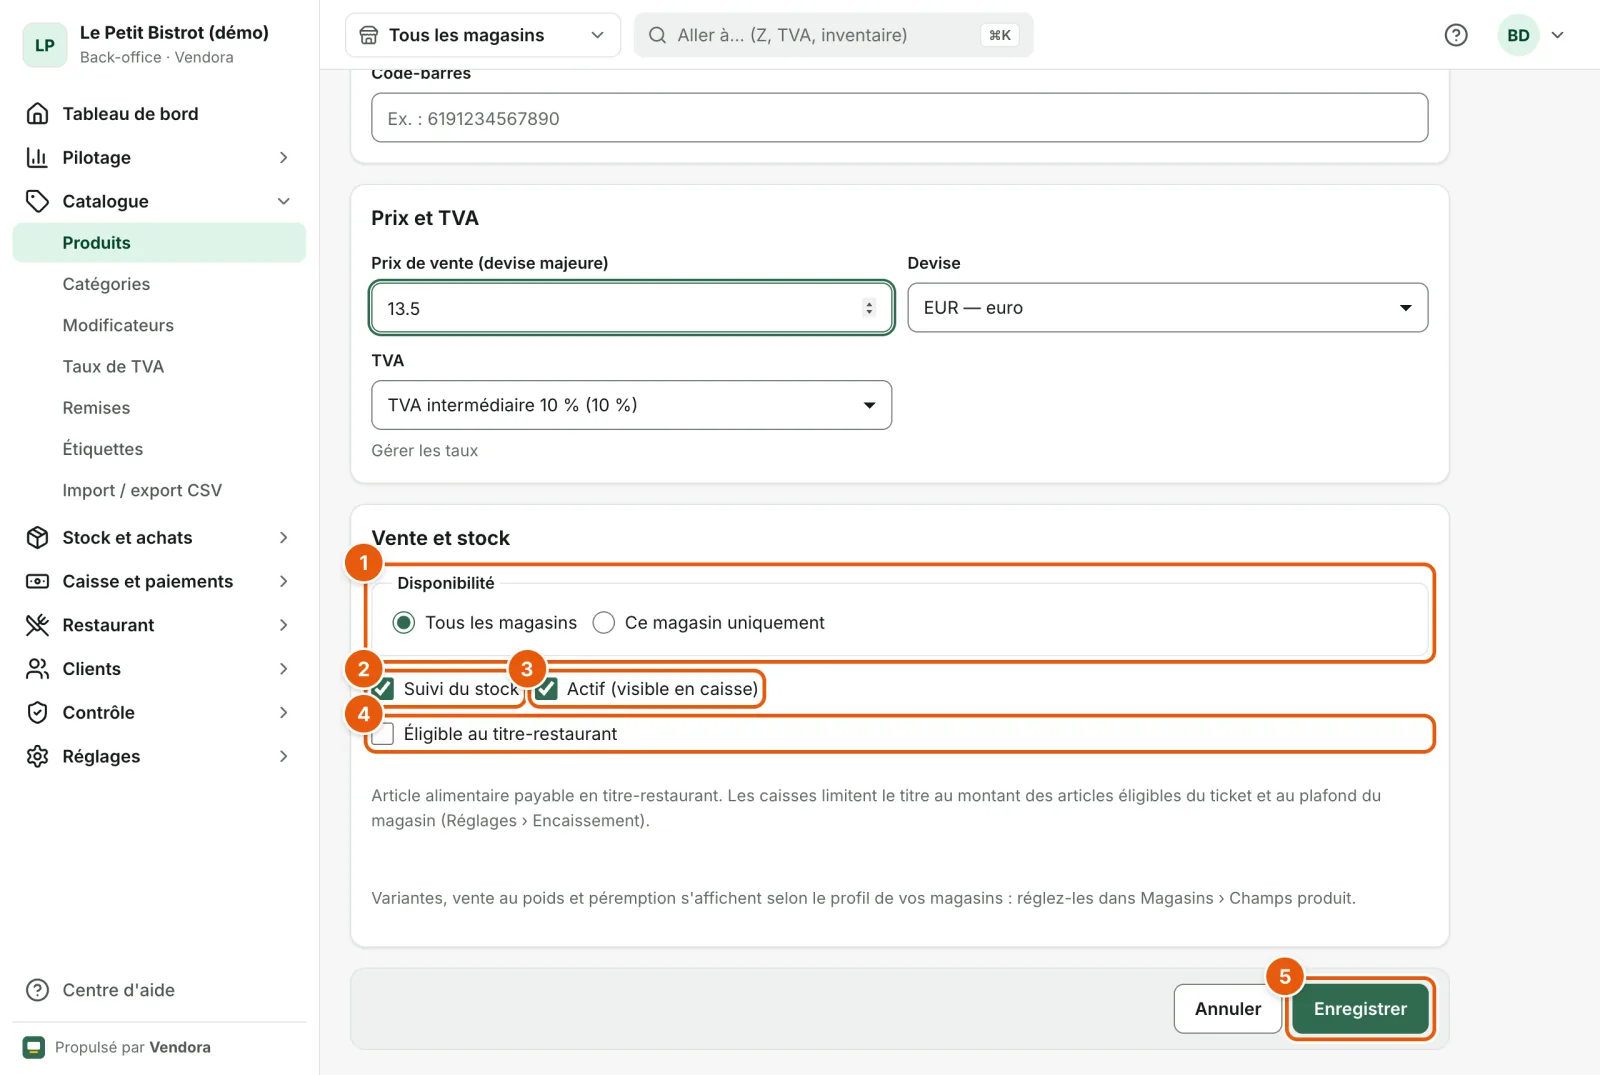 LP
Le Petit Bistrot (démo)
Back-office · Vendora
Tous les magasins
Aller à... (Z, TVA, inventaire)
⌘K
BD
Tableau de bord
Pilotage
Catalogue
Produits
Catégories
Modificateurs
Taux de TVA
Remises
Étiquettes
Import / export CSV
Stock et achats
Caisse et paiements
Restaurant
Clients
Contrôle
Réglages
Centre d'aide
Propulsé par Vendora
Code-barres
Ex. : 6191234567890
Prix et TVA
Prix de vente (devise majeure)
Devise
13.5
EUR — euro
TVA
TVA intermédiaire 10 % (10 %)
Gérer les taux
Vente et stock
1
Disponibilité
Tous les magasins
Ce magasin uniquement
2
Suivi du stock
3
Actif (visible en caisse)
4
Éligible au titre-restaurant
Article alimentaire payable en titre-restaurant. Les caisses limitent le titre au montant des articles éligibles du ticket et au plafond du
magasin (Réglages › Encaissement).
Variantes, vente au poids et péremption s'affichent selon le profil de vos magasins : réglez-les dans Magasins › Champs produit.
Annuler
5
Enregistrer